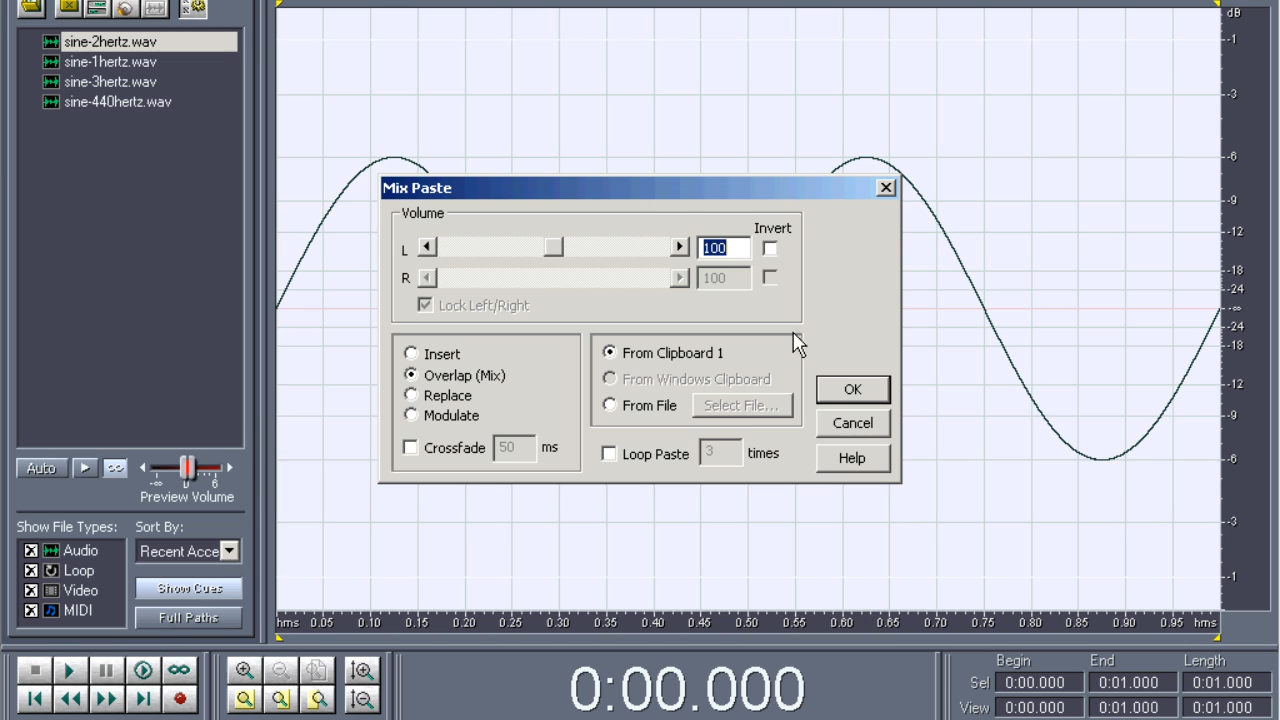 sine-2hertz.wav
sine-1hertz.wav
sine-3hertz.wav
sine-440hertz.wav
Auto
-∞ 0 6
Preview Volume
Show File Types: Sort By:
Audio
Loop
Video
MIDI
Recent Acce
Show Cues
Full Paths
Mix Paste
Volume
Invert
L 100
R 100
Lock Left/Right
Insert
Overlap (Mix)
Replace
Modulate
Crossfade 50 ms
From Clipboard 1
From Windows Clipboard
From File Select File...
Loop Paste 3 times
OK
Cancel
Help
dB
-1
-3
-6
-9
-12
-18
-24
-∞
-24
-18
-12
-9
-6
-3
-1
hms 0.05 0.10 0.15 0.20 0.25 0.30 0.35 0.40 0.45 0.50 0.55 0.60 0.65 0.70 0.75 0.80 0.85 0.90 0.95 hms
0:00.000
Begin End Length
Sel 0:00.000 0:01.000 0:01.000
View 0:00.000 0:01.000 0:01.000